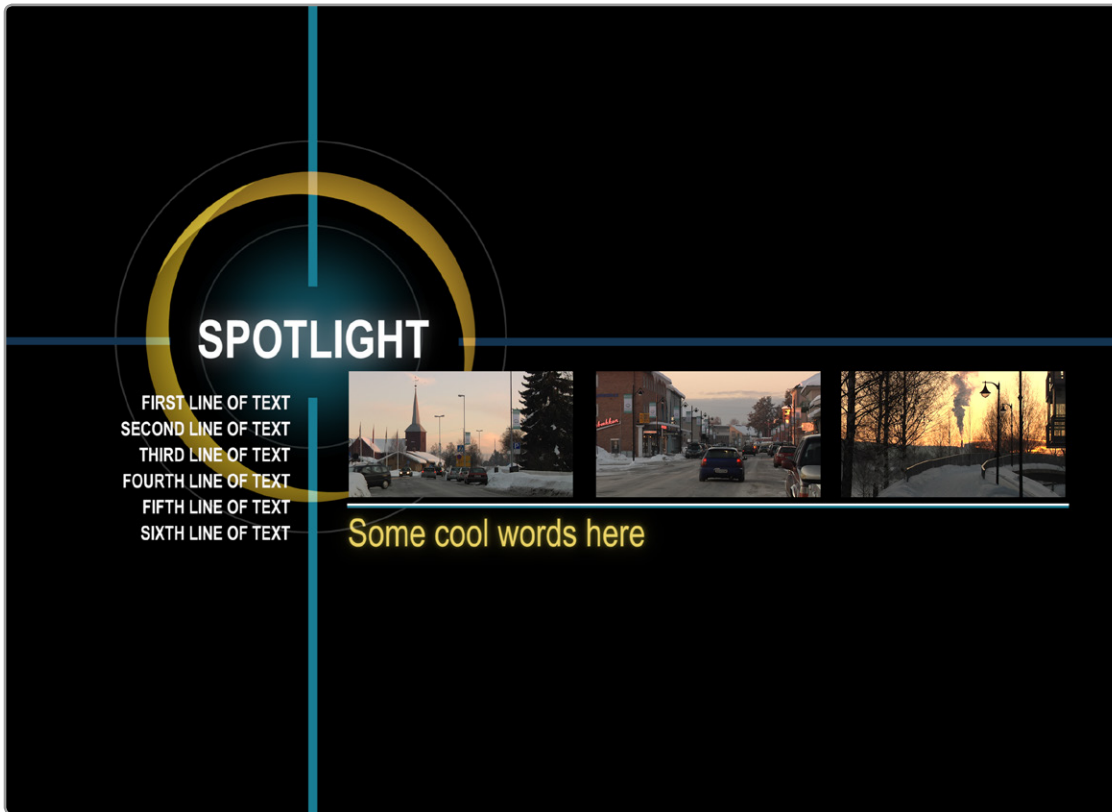 SPOTLIGHT
FIRST LINE OF TEXT
SECOND LINE OF TEXT
THIRD LINE OF TEXT
FOURTH LINE OF TEXT
FIFTH LINE OF TEXT
SIXTH LINE OF TEXT
Some cool words here